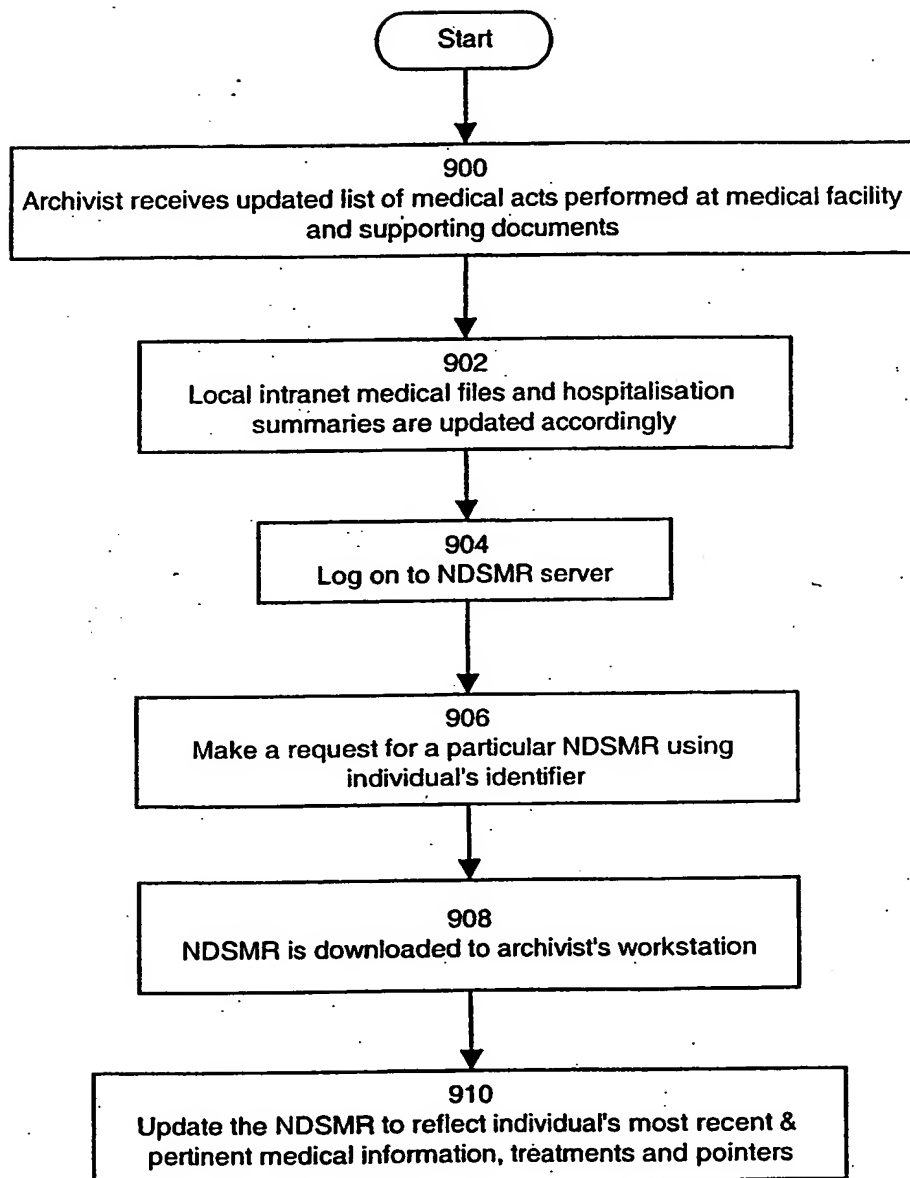 Start
900
Archivist receives updated list of medical acts performed at medical facility
and supporting documents
902
Local intranet medical files and hospitalisation
summaries are updated accordingly
904
Log on to NDSMR server
906
Make a request for a particular NDSMR using
individual's identifier
908
NDSMR is downloaded to archivist's workstation
910
Update the NDSMR to reflect individual's most recent &
pertinent medical information, treatments and pointers